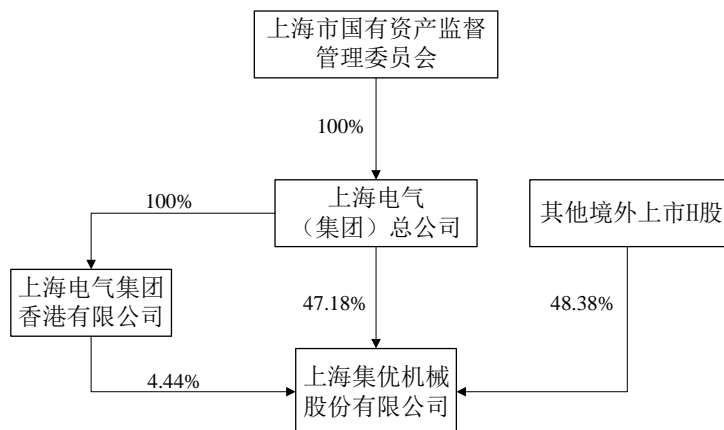 上海市国有资产监督
管理委员会
100%
上海电气
（集团）总公司
其他境外上市H股
100%
上海电气集团
香港有限公司
47.18%
48.38%
4.44%
上海集优机械
股份有限公司